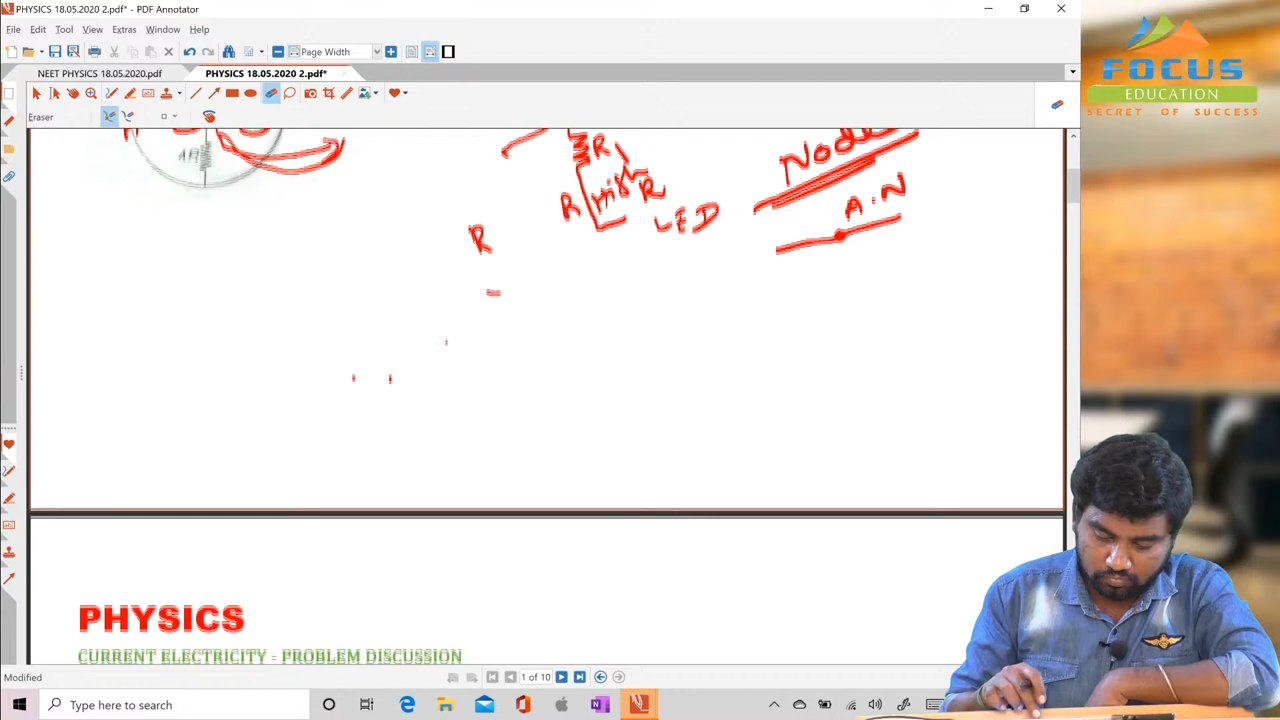 PHYSICS 18.05.2020 2.pdf* - PDF Annotator
File Edit Tool View Extras Window Help
Page Width
NEET PHYSICS 18.05.2020.pdf
PHYSICS 18.05.2020 2.pdf*
Eraser
FOCUS
EDUCATION
SECRET OF SUCCESS
1Ω
R
High R
R
LED
R
=
Node
A.N
PHYSICS
CURRENT ELECTRICITY = PROBLEM DISCUSSION
Modified
1 of 10
Type here to search